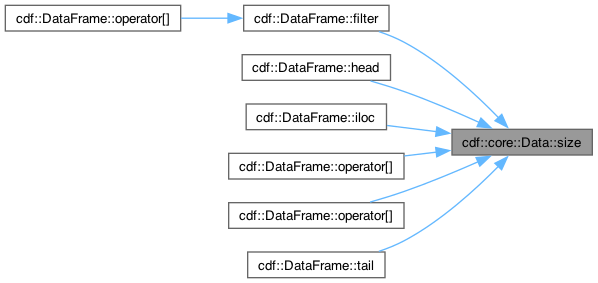 cdf::DataFrame::operator[]
cdf::DataFrame::filter
cdf::DataFrame::head
cdf::DataFrame::iloc
cdf::core::Data::size
cdf::DataFrame::operator[]
cdf::DataFrame::operator[]
cdf::DataFrame::tail